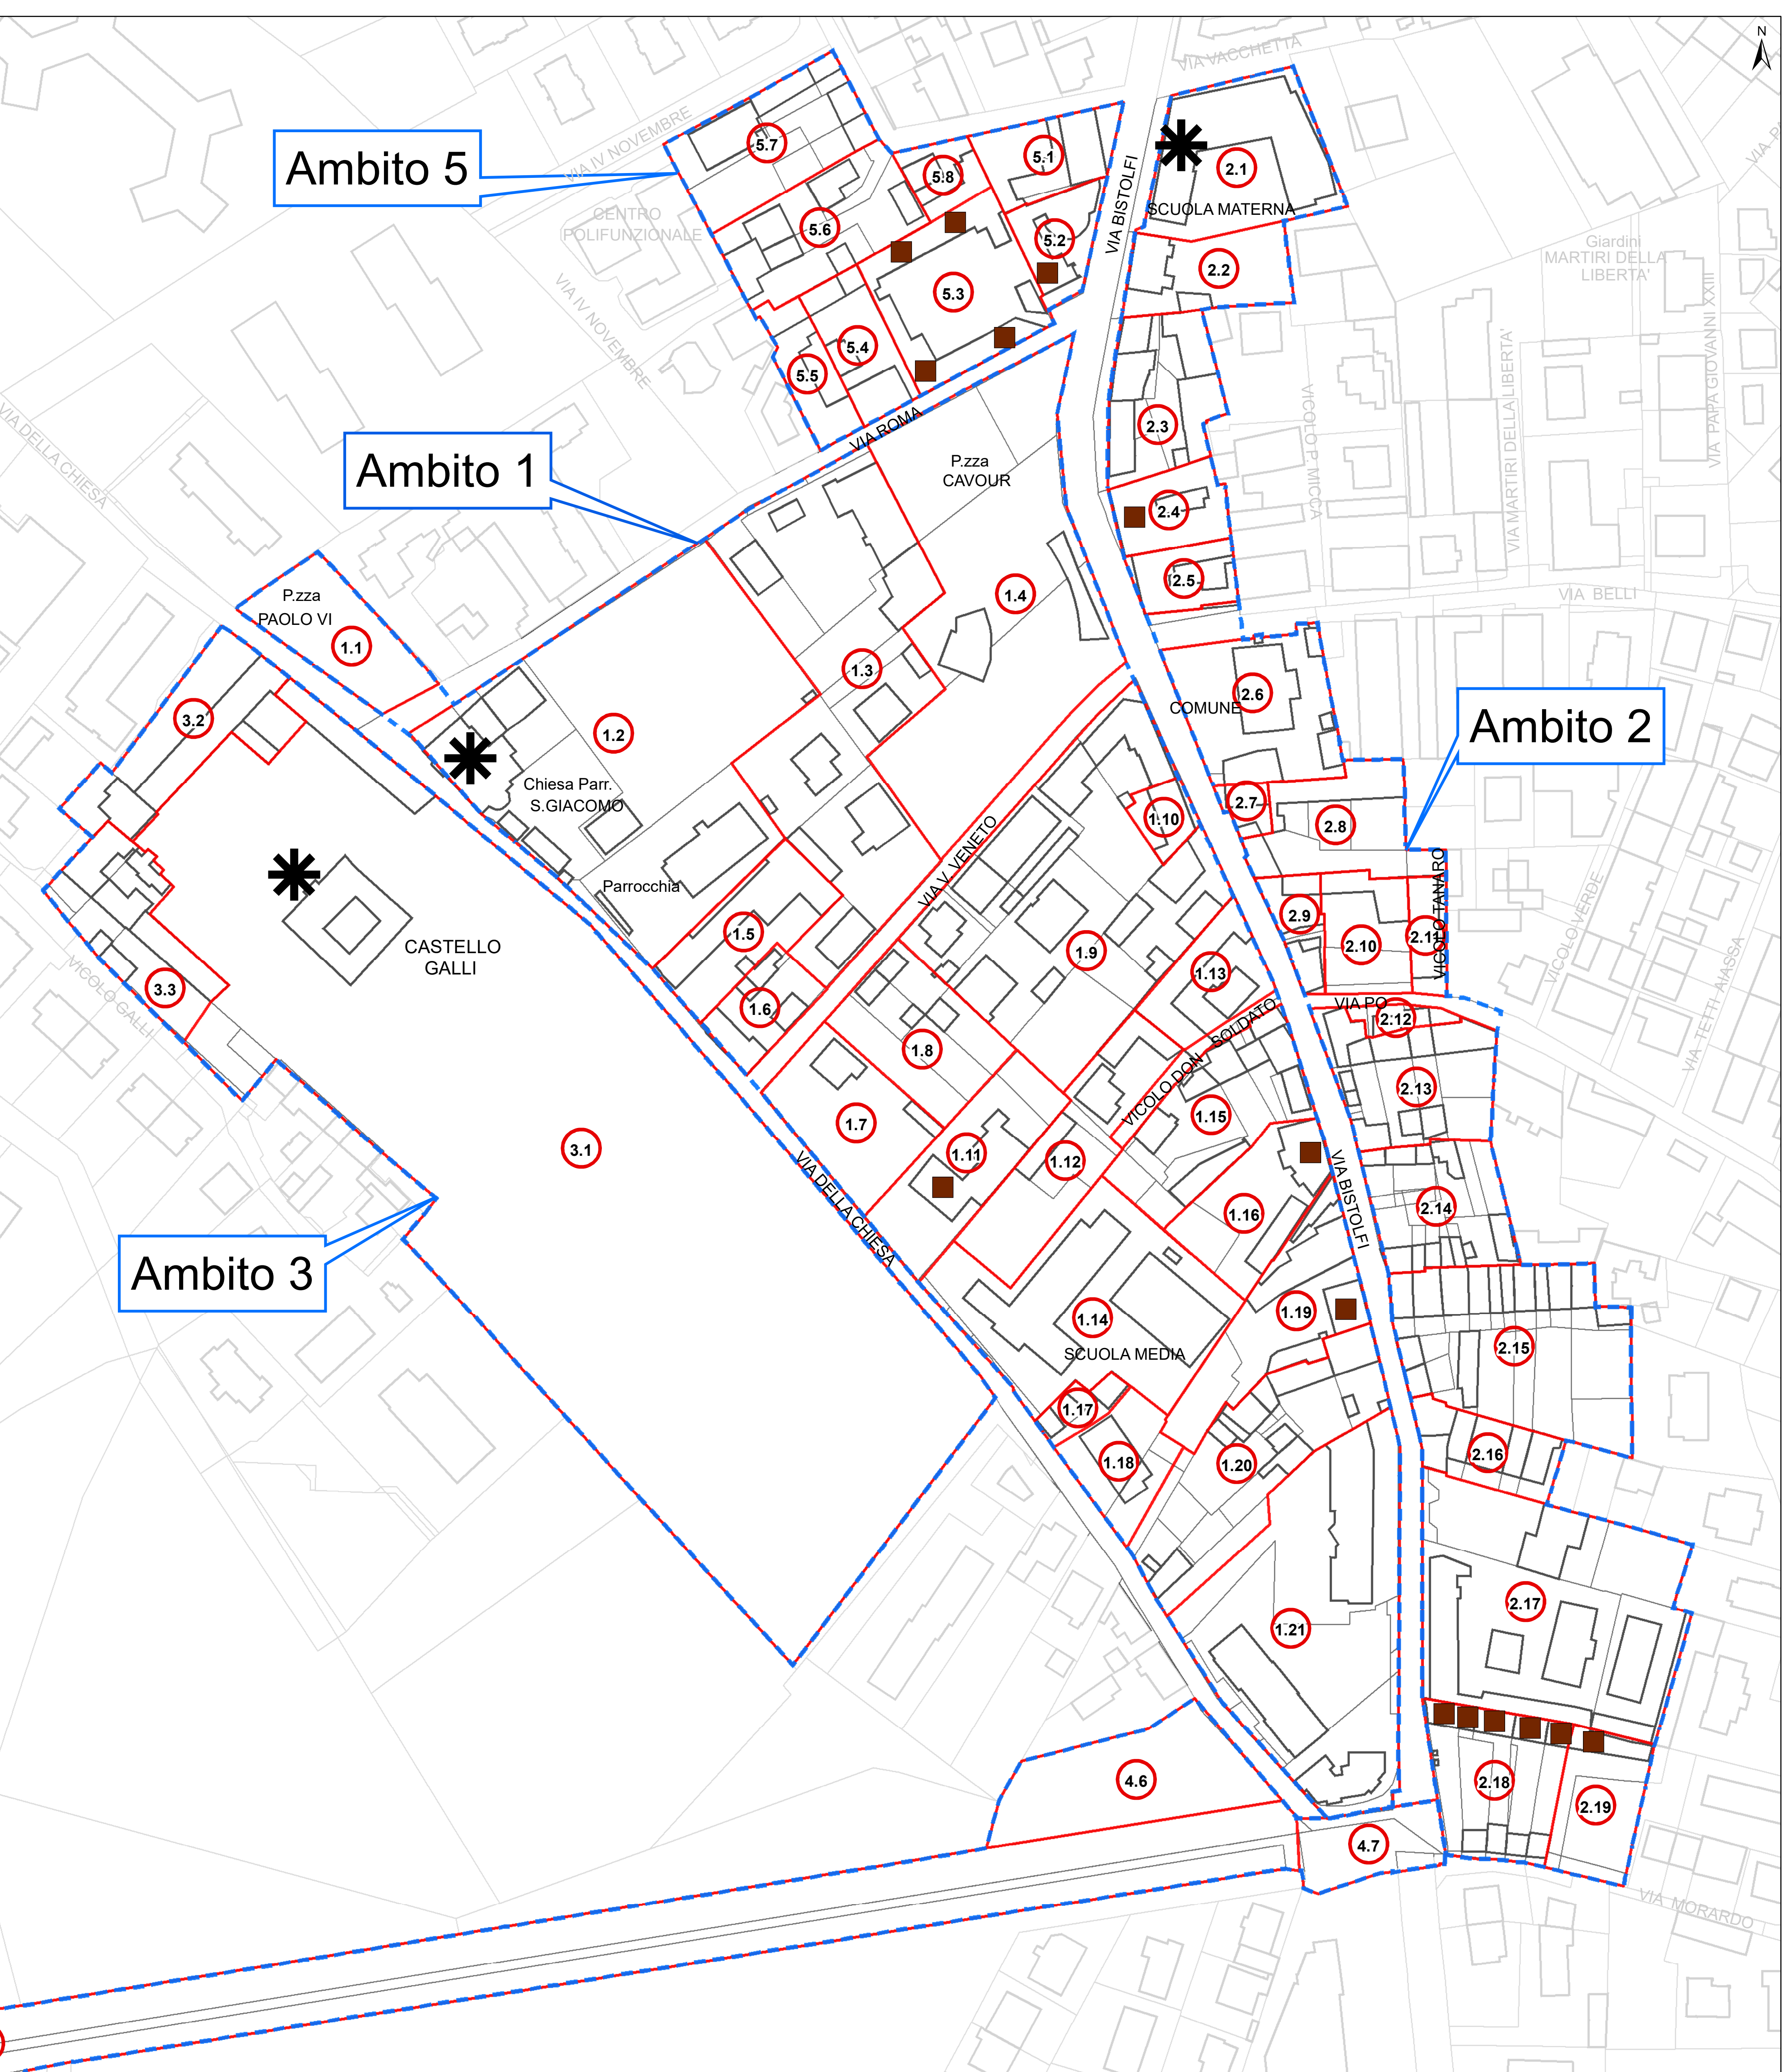 N
VIA VACCHETTA
Ambito 5
VIA IV NOVEMBRE
5.7
5.8
5.1
2.1
SCUOLA MATERNA
CENTRO
POLIFUNZIONALE
5.6
5.2
VIA BISTOLFI
2.2
Giardini
MARTIRI DELLA
LIBERTA'
5.3
VIA IV NOVEMBRE
5.4
5.5
VIA PAPA GIOVANNI XXIII
VIA MARTIRI DELLA LIBERTA'
VICOLO P. MICCA
VIA DELLA CHIESA
VIA ROMA
2.3
Ambito 1
P.zza
CAVOUR
2.4
2.5
P.zza
PAOLO VI
1.4
VIA BELLI
1.1
1.3
3.2
1.2
2.6
COMUNE
Ambito 2
Chiesa Parr.
S.GIACOMO
1.10
2.7
2.8
VIA V. VENETO
Parrocchia
CASTELLO
GALLI
1.5
1.9
2.9
2.10
2.11
VICOLO TANARO
VICOLO VERDE
3.3
VICOLO GALLI
1.6
1.13
VIA PO
2.12
VIA TETTI AIASSA
1.8
VICOLO DON SOLDATO
1.7
1.15
2.13
3.1
1.11
1.12
VIA DELLA CHIESA
1.16
VIA BISTOLFI
2.14
Ambito 3
1.14
SCUOLA MEDIA
1.19
2.15
1.17
1.18
1.20
2.16
2.17
1.21
4.6
2.18
2.19
4.7
VIA MORARDO